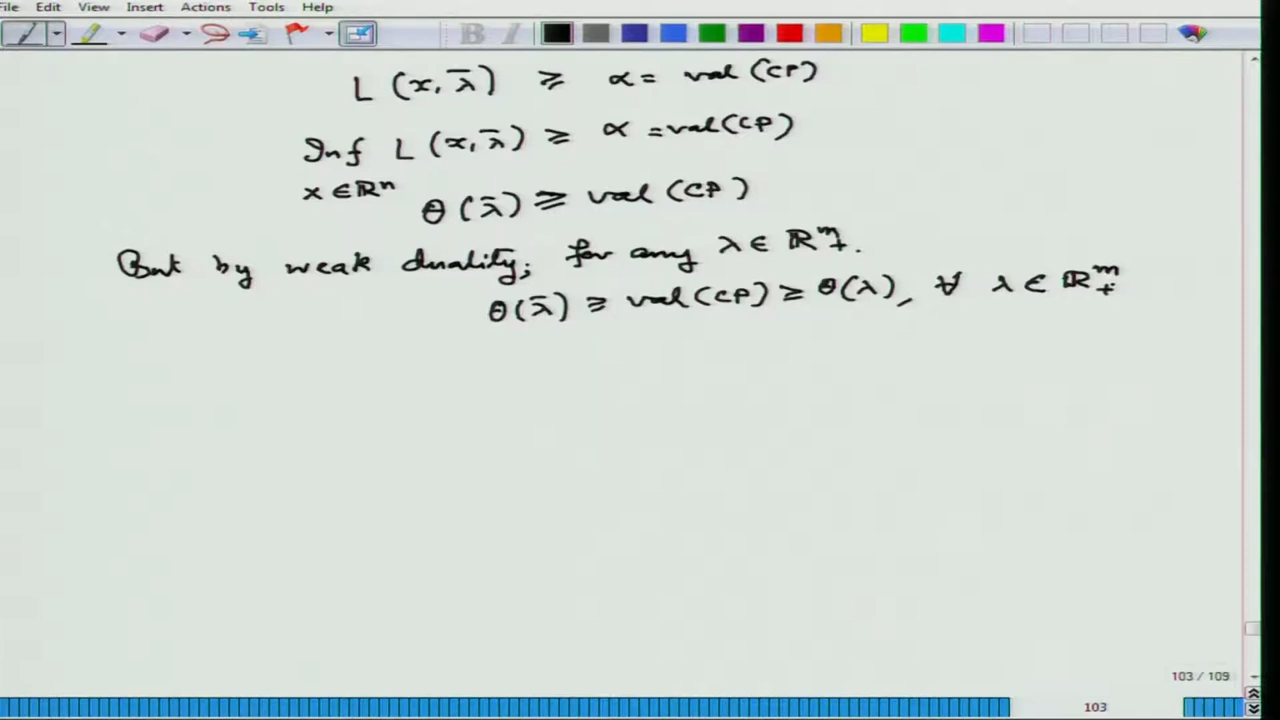 File Edit View Insert Actions Tools Help
B I
L (x, λ̄) ≥ α = val (CP)
Inf L (x, λ̄) ≥ α = val (CP)
x ∈ ℝⁿ
θ (λ̄) ≥ val (CP)
But by weak duality; for any λ ∈ ℝᵐ₊.
θ(λ̄) ≥ val (CP) ≥ θ(λ), ∀ λ ∈ ℝᵐ₊
103 / 109
103